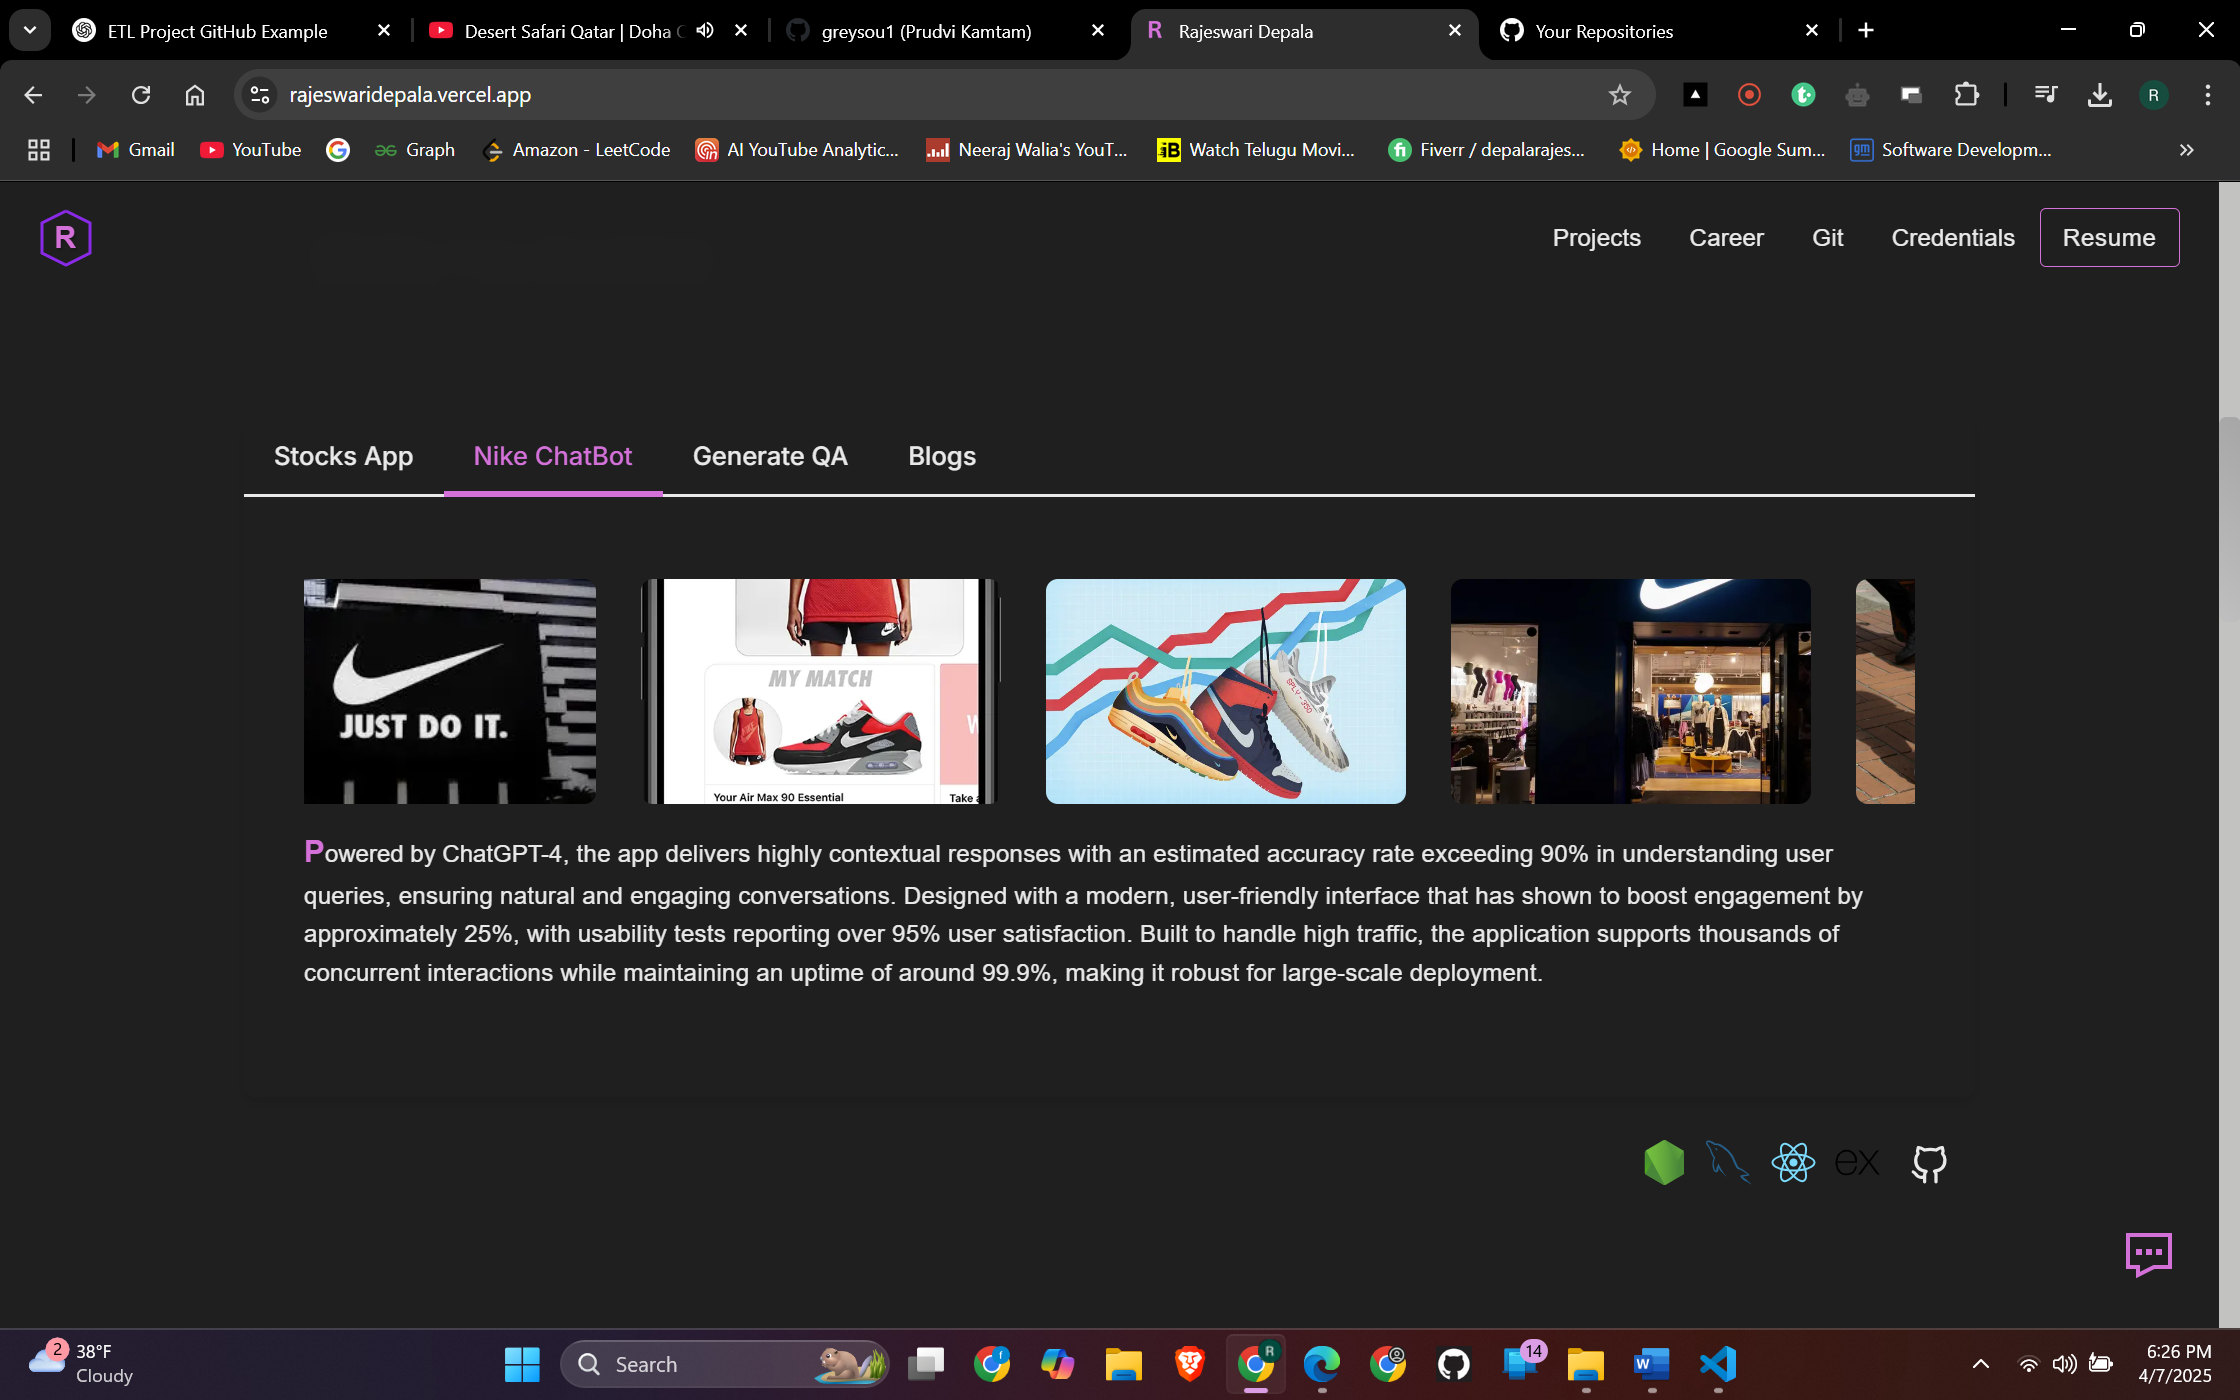 ETL Project GitHub Example
Desert Safari Qatar | Doha C
greysou1 (Prudvi Kamtam)
R Rajeswari Depala
Your Repositories
rajeswaridepala.vercel.app
R
Gmail
YouTube
Graph
Amazon - LeetCode
AI YouTube Analytic...
Neeraj Walia's YouT...
Watch Telugu Movi...
Fiverr / depalarajes...
Home | Google Sum...
gm Software Developm...
R
Projects
Career
Git
Credentials
Resume
Stocks App
Nike ChatBot
Generate QA
Blogs
JUST DO IT.
MY MATCH
Your Air Max 90 Essential
Take a
W
SPLY - 350
Powered by ChatGPT-4, the app delivers highly contextual responses with an estimated accuracy rate exceeding 90% in understanding user
queries, ensuring natural and engaging conversations. Designed with a modern, user-friendly interface that has shown to boost engagement by
approximately 25%, with usability tests reporting over 95% user satisfaction. Built to handle high traffic, the application supports thousands of
concurrent interactions while maintaining an uptime of around 99.9%, making it robust for large-scale deployment.
ex
2
38°F
Cloudy
Search
R
14
6:26 PM
4/7/2025